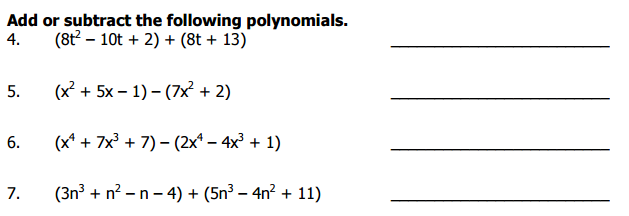 Add or subtract the following polynomials.
4. (8t² – 10t + 2) + (8t + 13)
5. (x² + 5x – 1) – (7x² + 2)
6. (x⁴ + 7x³ + 7) – (2x⁴ – 4x³ + 1)
7. (3n³ + n² – n – 4) + (5n³ – 4n² + 11)